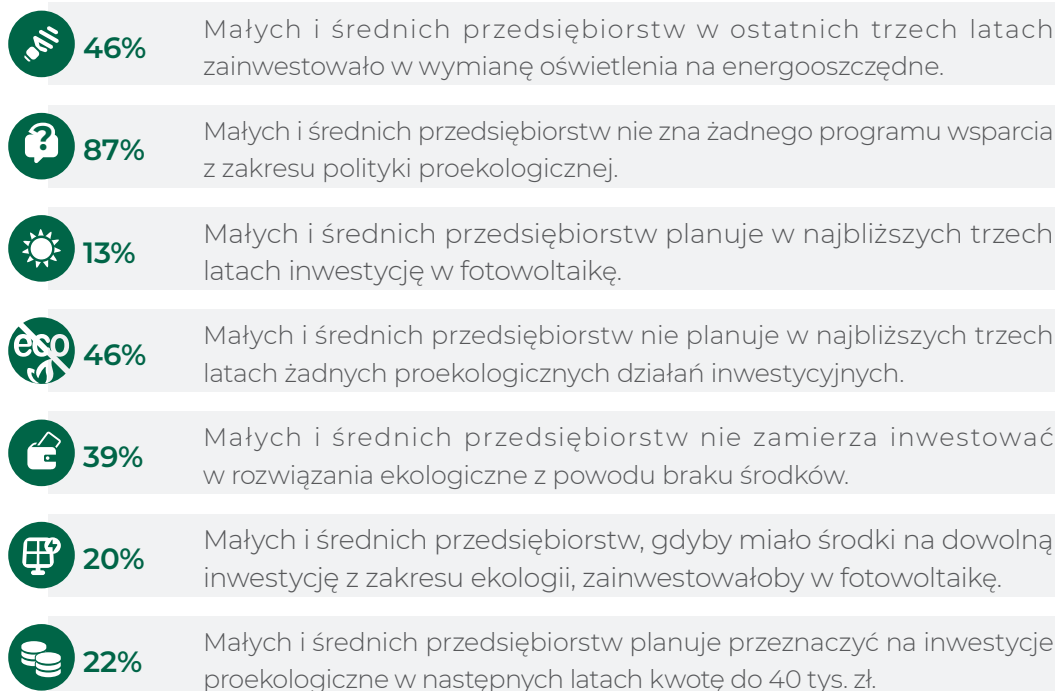 46%
Małych i średnich przedsiębiorstw w ostatnich trzech latach
zainwestowało w wymianę oświetlenia na energooszczędne.
87%
Małych i średnich przedsiębiorstw nie zna żadnego programu wsparcia
z zakresu polityki proekologicznej.
13%
Małych i średnich przedsiębiorstw planuje w najbliższych trzech
latach inwestycję w fotowoltaikę.
eco
46%
Małych i średnich przedsiębiorstw nie planuje w najbliższych trzech
latach żadnych proekologicznych działań inwestycyjnych.
39%
Małych i średnich przedsiębiorstw nie zamierza inwestować
w rozwiązania ekologiczne z powodu braku środków.
20%
Małych i średnich przedsiębiorstw, gdyby miało środki na dowolną
inwestycję z zakresu ekologii, zainwestowałoby w fotowoltaikę.
22%
Małych i średnich przedsiębiorstw planuje przeznaczyć na inwestycje
proekologiczne w następnych latach kwotę do 40 tys. zł.